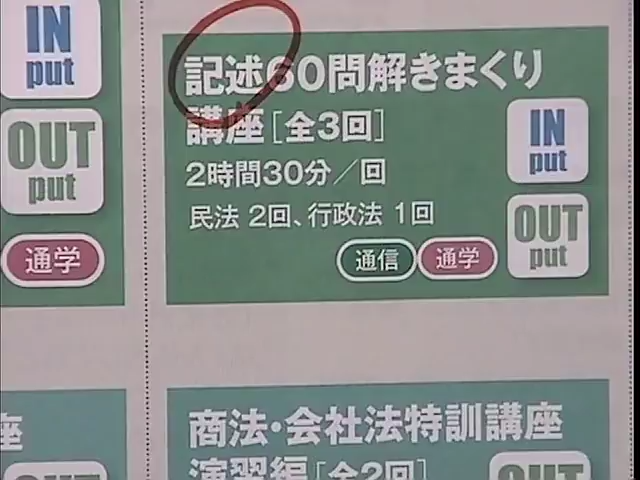 IN
put
OUT
put
通学
記述60問解きまくり
講座[全3回]
2時間30分／回
民法 2回、行政法 1回
IN
put
OUT
put
通信
通学
座
商法・会社法特訓講座
演習編[全2回]
OUT
OUT